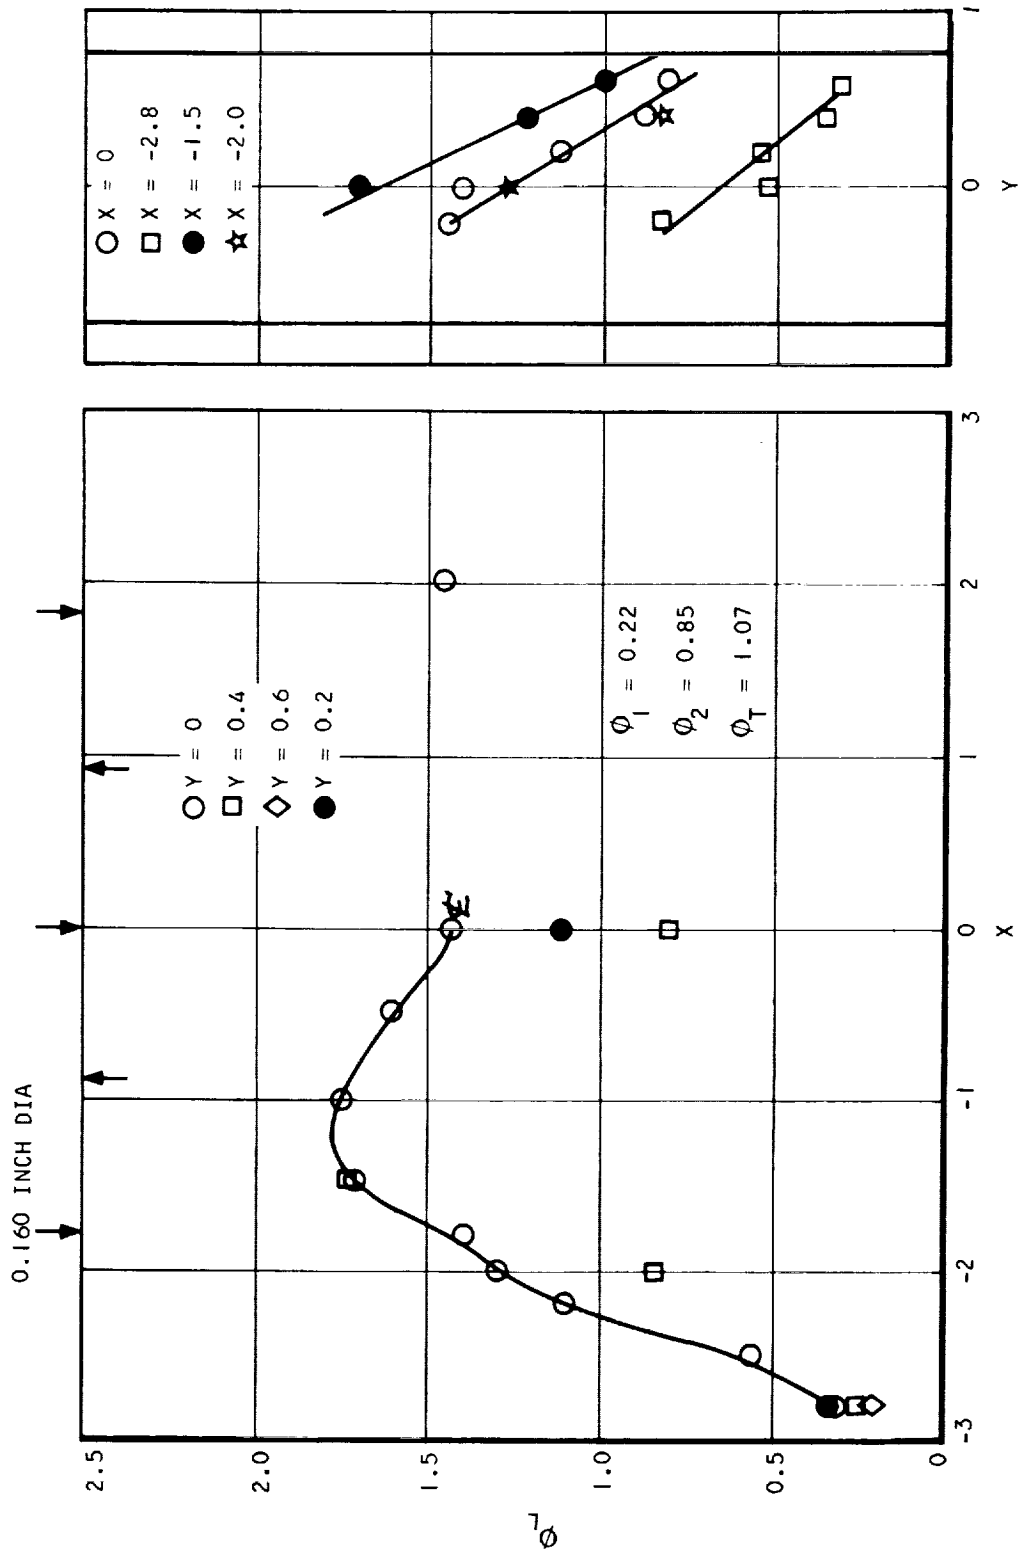 0.160 INCH DIA
2.5
2.0
1.5
1.0
0.5
0
ϕL
-3
-2
-1
0
1
2
3
X
○ Y = 0
□ Y = 0.4
◇ Y = 0.6
● Y = 0.2
ϕ1 = 0.22
ϕ2 = 0.85
ϕT = 1.07
○ X = 0
□ X = -2.8
● X = -1.5
☆ X = -2.0
0
1
Y